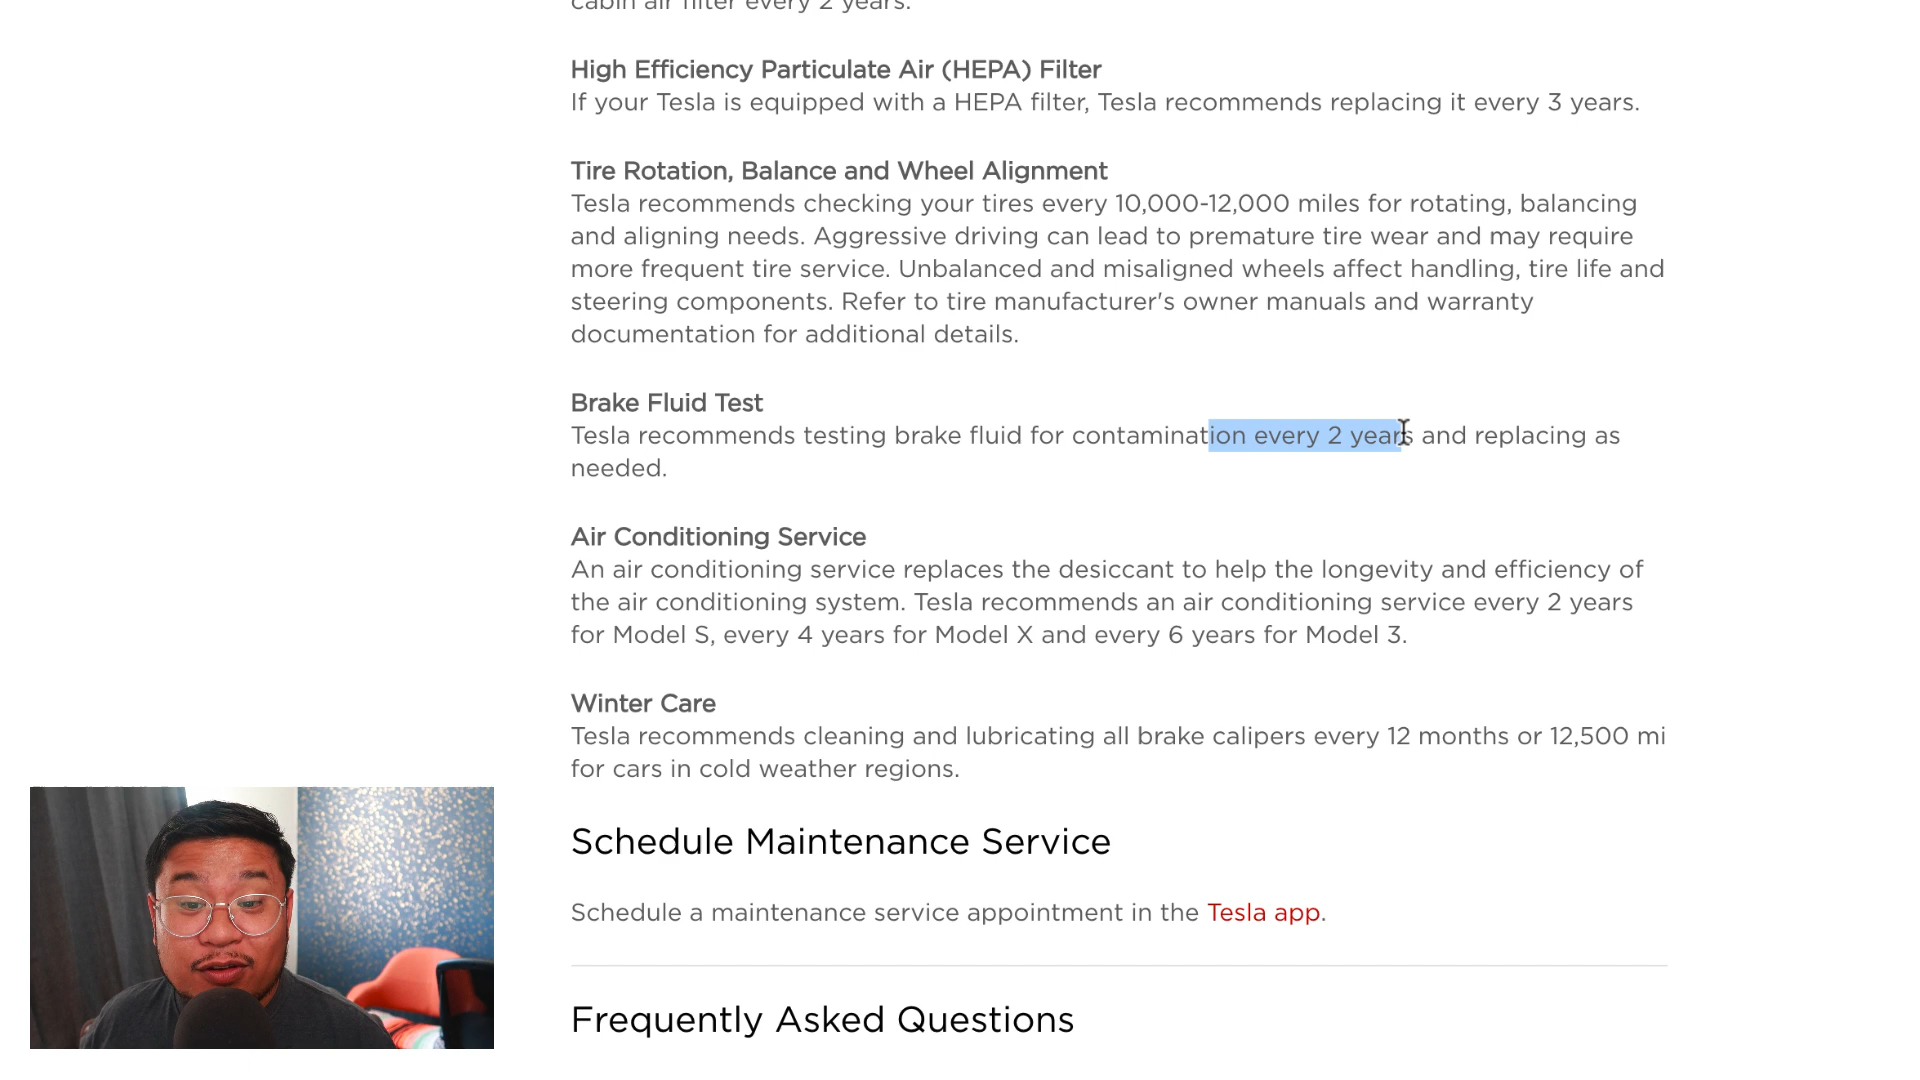 cabin air filter every 2 years.
High Efficiency Particulate Air (HEPA) Filter
If your Tesla is equipped with a HEPA filter, Tesla recommends replacing it every 3 years.
Tire Rotation, Balance and Wheel Alignment
Tesla recommends checking your tires every 10,000-12,000 miles for rotating, balancing
and aligning needs. Aggressive driving can lead to premature tire wear and may require
more frequent tire service. Unbalanced and misaligned wheels affect handling, tire life and
steering components. Refer to tire manufacturer's owner manuals and warranty
documentation for additional details.
Brake Fluid Test
Tesla recommends testing brake fluid for contamination every 2 years and replacing as
needed.
Air Conditioning Service
An air conditioning service replaces the desiccant to help the longevity and efficiency of
the air conditioning system. Tesla recommends an air conditioning service every 2 years
for Model S, every 4 years for Model X and every 6 years for Model 3.
Winter Care
Tesla recommends cleaning and lubricating all brake calipers every 12 months or 12,500 mi
for cars in cold weather regions.
Schedule Maintenance Service
Schedule a maintenance service appointment in the Tesla app.
Frequently Asked Questions